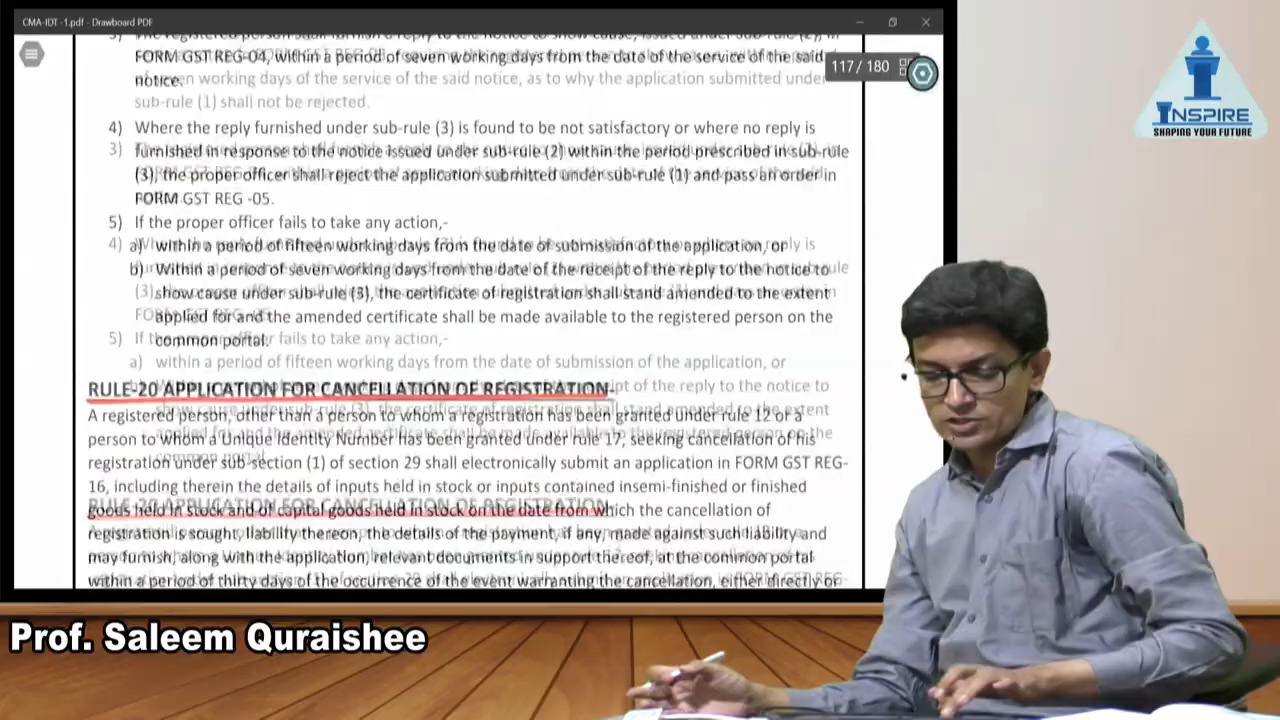 CMA-IDT -1.pdf - Drawboard PDF
117 / 180
INSPIRE
SHAPING YOUR FUTURE
FORM GST REG-04, within a period of seven working days from the date of the service of the said
notice.
sub-rule (1) shall not be rejected.
4) Where the reply furnished under sub-rule (3) is found to be not satisfactory or where no reply is
furnished in response to the notice issued under sub-rule (2) within the period prescribed in sub-rule
(3), the proper officer shall reject the application submitted under sub-rule (1) and pass an order in
FORM GST REG -05.
5) If the proper officer fails to take any action,-
a) within a period of fifteen working days from the date of submission of the application, or
b) Within a period of seven working days from the date of the receipt of the reply to the notice to
show cause under sub-rule (3), the certificate of registration shall stand amended to the extent
applied for and the amended certificate shall be made available to the registered person on the
common portal.
5) If the proper officer fails to take any action,-
a) within a period of fifteen working days from the date of submission of the application, or
RULE-20 APPLICATION FOR CANCELLATION OF REGISTRATION
A registered person, other than a person to whom a registration has been granted under rule 12 or a
person to whom a Unique Identity Number has been granted under rule 17, seeking cancellation of his
registration under sub-section (1) of section 29 shall electronically submit an application in FORM GST REG-
16, including therein the details of inputs held in stock or inputs contained insemi-finished or finished
goods held in stock and of capital goods held in stock on the date from which the cancellation of
registration is sought, liability thereon, the details of the payment, if any, made against such liability and
may furnish, along with the application, relevant documents in support thereof, at the common portal
within a period of thirty days of the occurrence of the event warranting the cancellation, either directly or
Prof. Saleem Quraishee